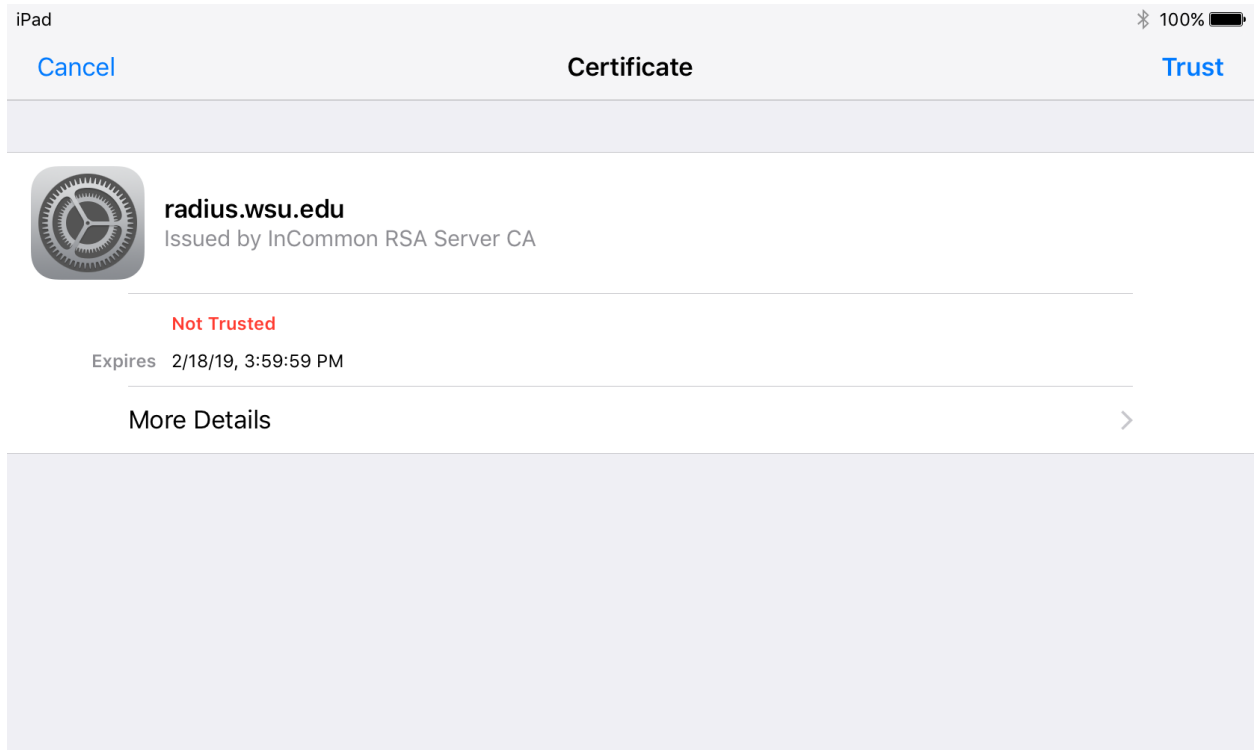 iPad 100%
Cancel Certificate Trust
radius.wsu.edu
Issued by InCommon RSA Server CA
Not Trusted
Expires 2/18/19, 3:59:59 PM
More Details